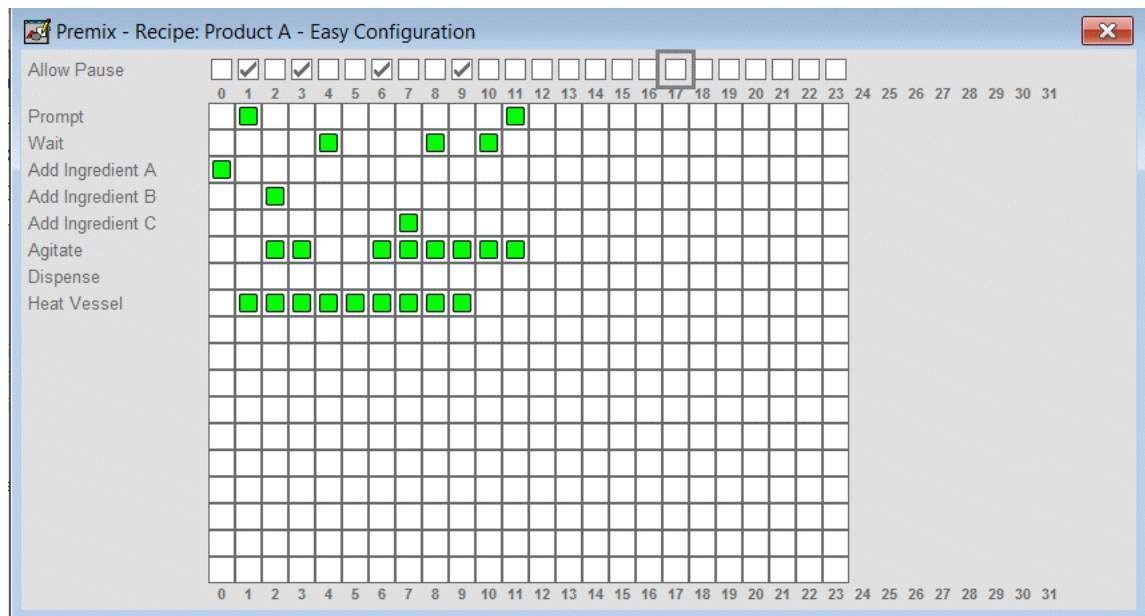 Premix - Recipe: Product A - Easy Configuration
Allow Pause
0 1 2 3 4 5 6 7 8 9 10 11 12 13 14 15 16 17 18 19 20 21 22 23 24 25 26 27 28 29 30 31
Prompt
Wait
Add Ingredient A
Add Ingredient B
Add Ingredient C
Agitate
Dispense
Heat Vessel
0 1 2 3 4 5 6 7 8 9 10 11 12 13 14 15 16 17 18 19 20 21 22 23 24 25 26 27 28 29 30 31